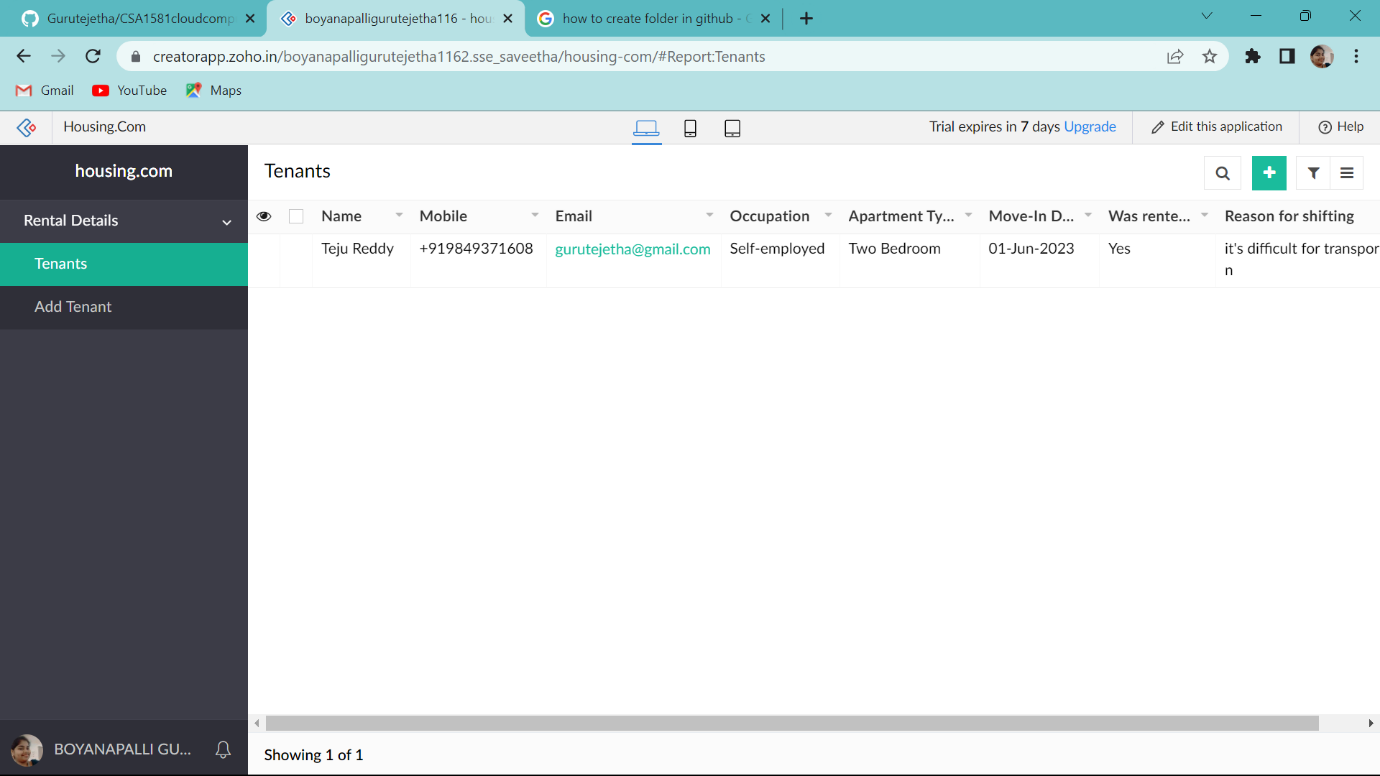 Gurutejetha/CSA1581cloudcomp
boyanapalligurutejetha116 - hou
how to create folder in github - G
creatorapp.zoho.in/boyanapalligurutejetha1162.sse_saveetha/housing-com/#Report:Tenants
Gmail YouTube Maps
Housing.Com
Trial expires in 7 days Upgrade
Edit this application
Help
housing.com
Rental Details
Tenants
Add Tenant
Tenants
Name Mobile Email Occupation Apartment Ty... Move-In D... Was rente... Reason for shifting
Teju Reddy +919849371608 gurutejetha@gmail.com Self-employed Two Bedroom 01-Jun-2023 Yes it's difficult for transpor
n
BOYANAPALLI GU...
Showing 1 of 1